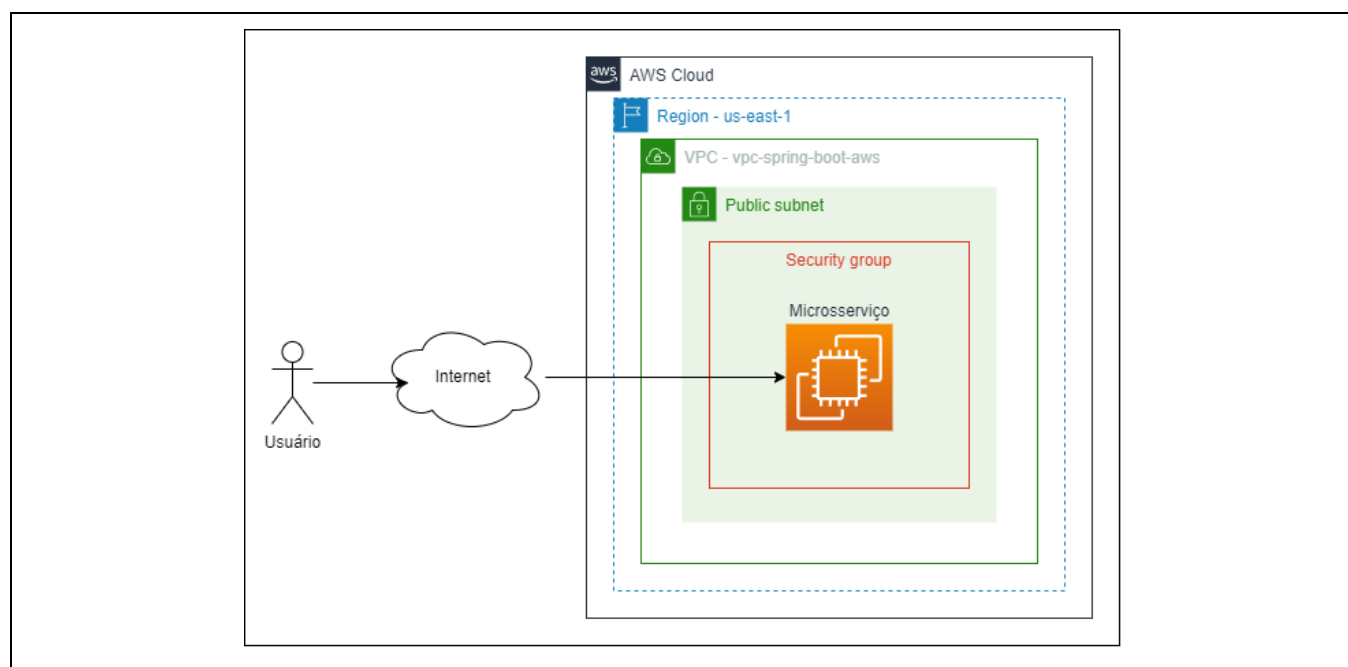 aws
AWS Cloud
Region - us-east-1
VPC - vpc-spring-boot-aws
Public subnet
Security group
Microsserviço
Internet
Usuário